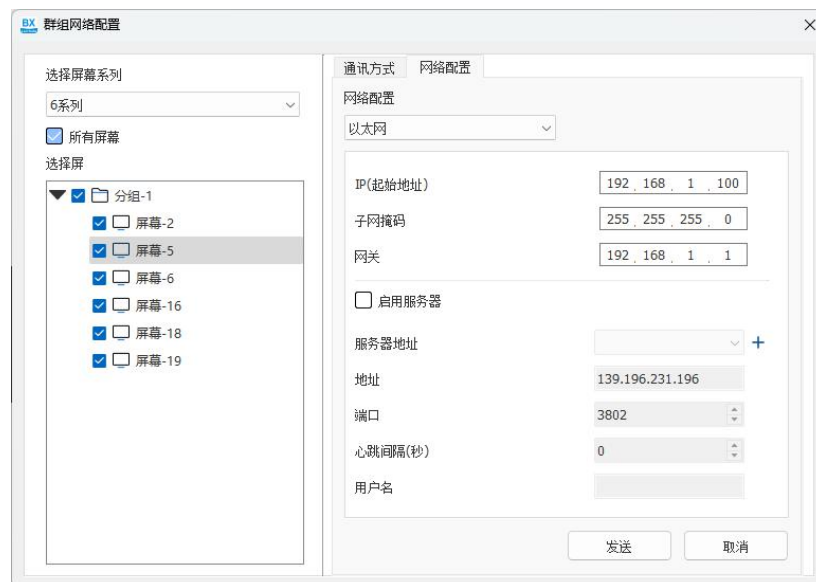 BX 群组网络配置
选择屏幕系列
6系列
所有屏幕
选择屏
分组-1
屏幕-2
屏幕-5
屏幕-6
屏幕-16
屏幕-18
屏幕-19
通讯方式 网络配置
网络配置
以太网
IP(起始地址) 192 . 168 . 1 . 100
子网掩码 255 . 255 . 255 . 0
网关 192 . 168 . 1 . 1
启用服务器
服务器地址
地址 139.196.231.196
端口 3802
心跳间隔(秒) 0
用户名
发送 取消